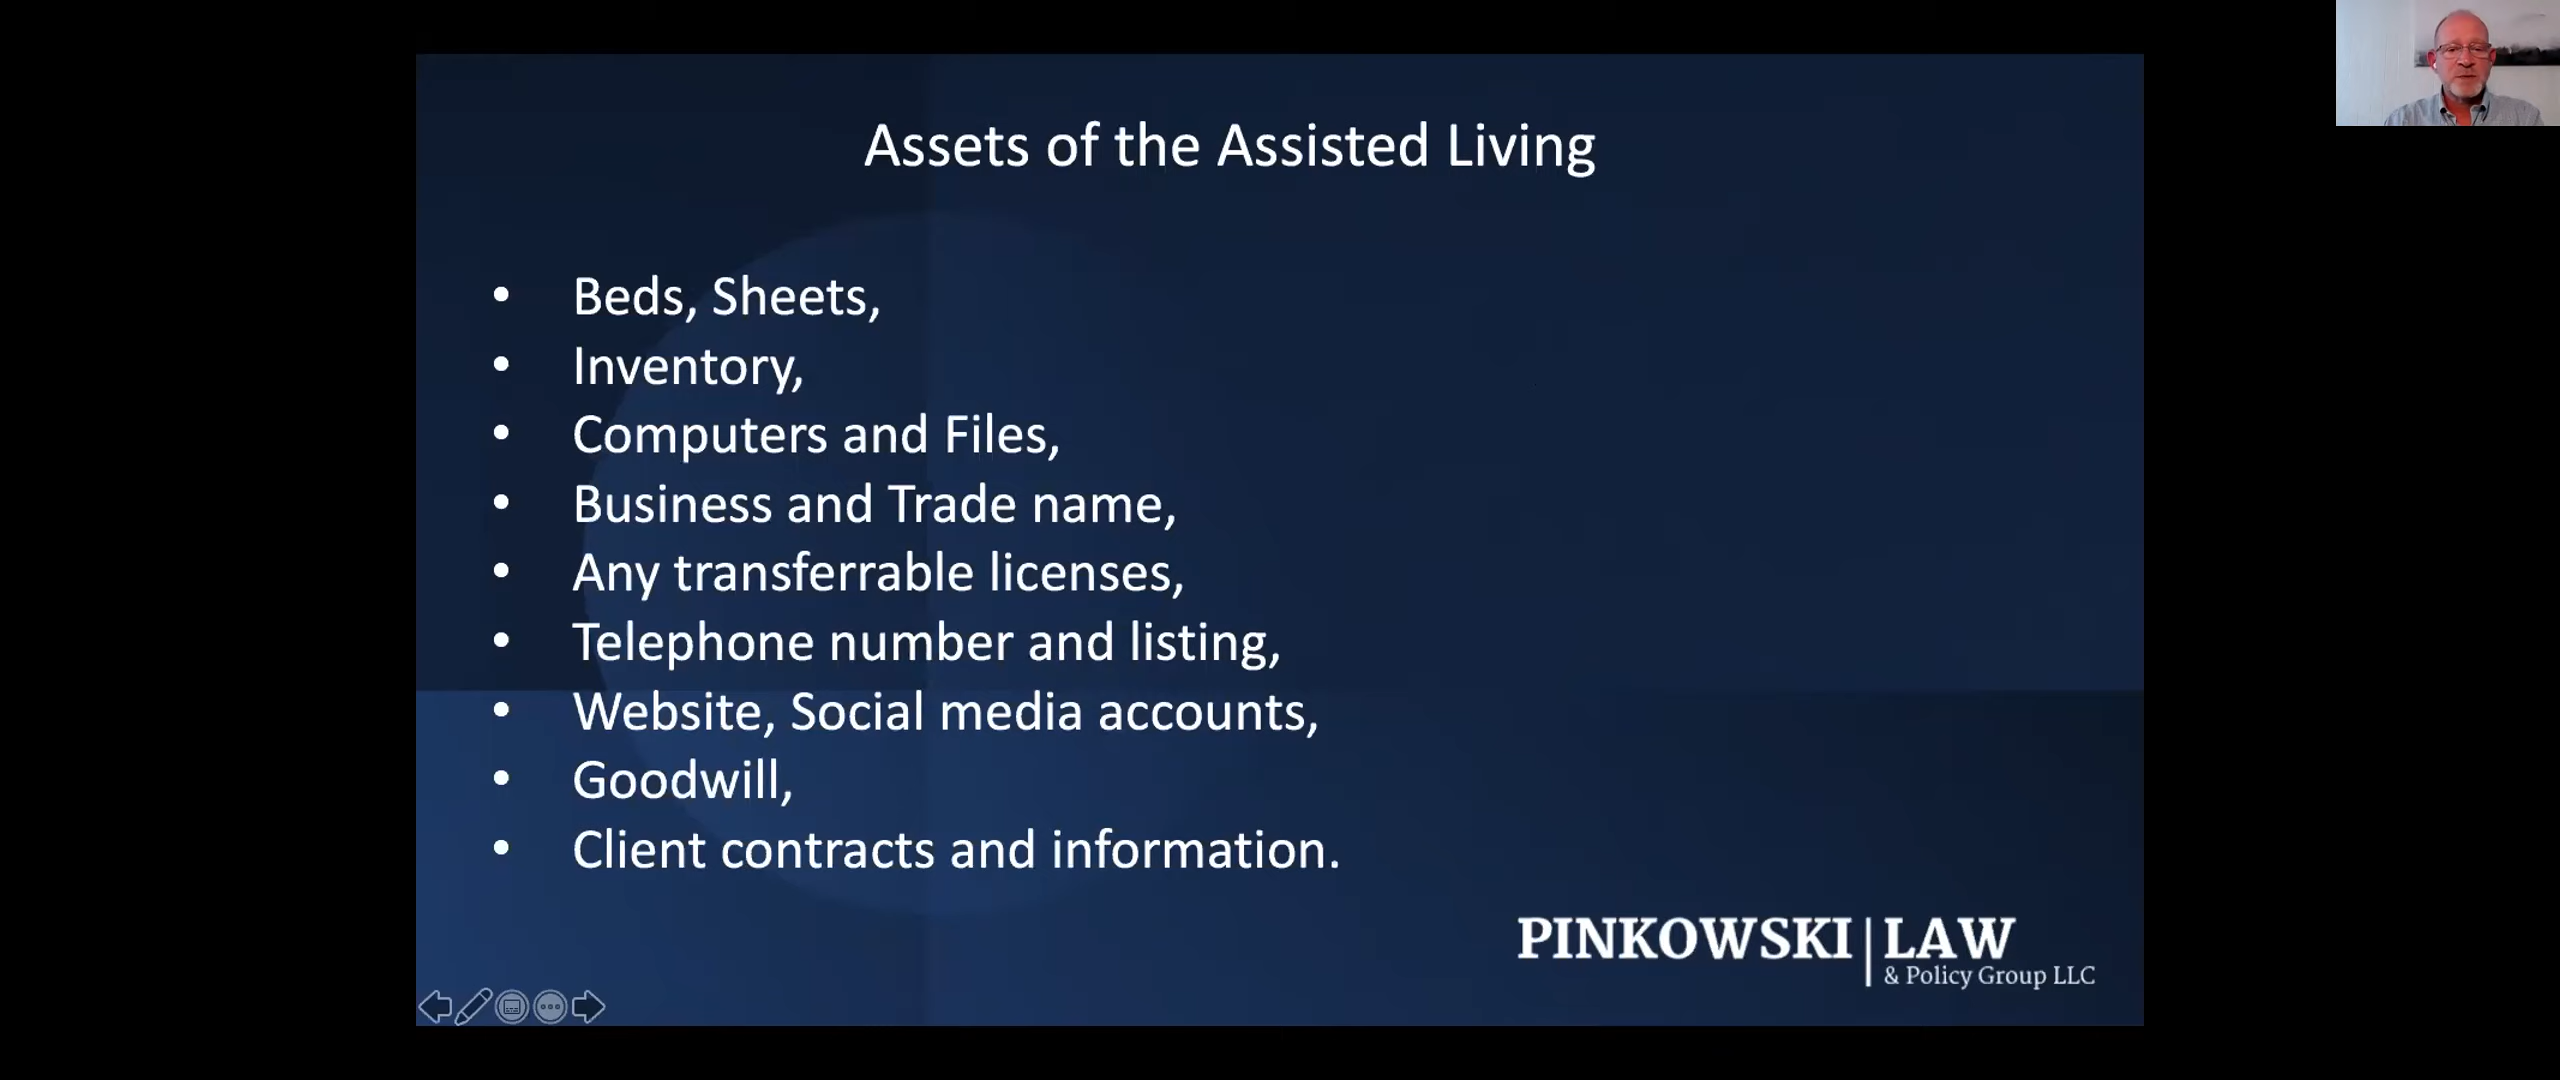 Assets of the Assisted Living
• Beds, Sheets,
• Inventory,
• Computers and Files,
• Business and Trade name,
• Any transferrable licenses,
• Telephone number and listing,
• Website, Social media accounts,
• Goodwill,
• Client contracts and information.
PINKOWSKI | LAW
& Policy Group LLC